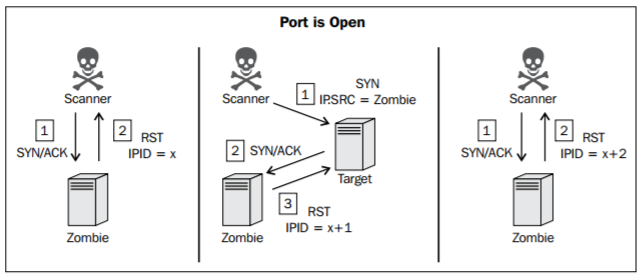 Port is Open
Scanner
1
SYN/ACK
2
RST
IPID = x
Zombie
Scanner
1
SYN
IP.SRC = Zombie
Target
2
SYN/ACK
3
RST
IPID = x+1
Zombie
Scanner
1
SYN/ACK
2
RST
IPID = x+2
Zombie